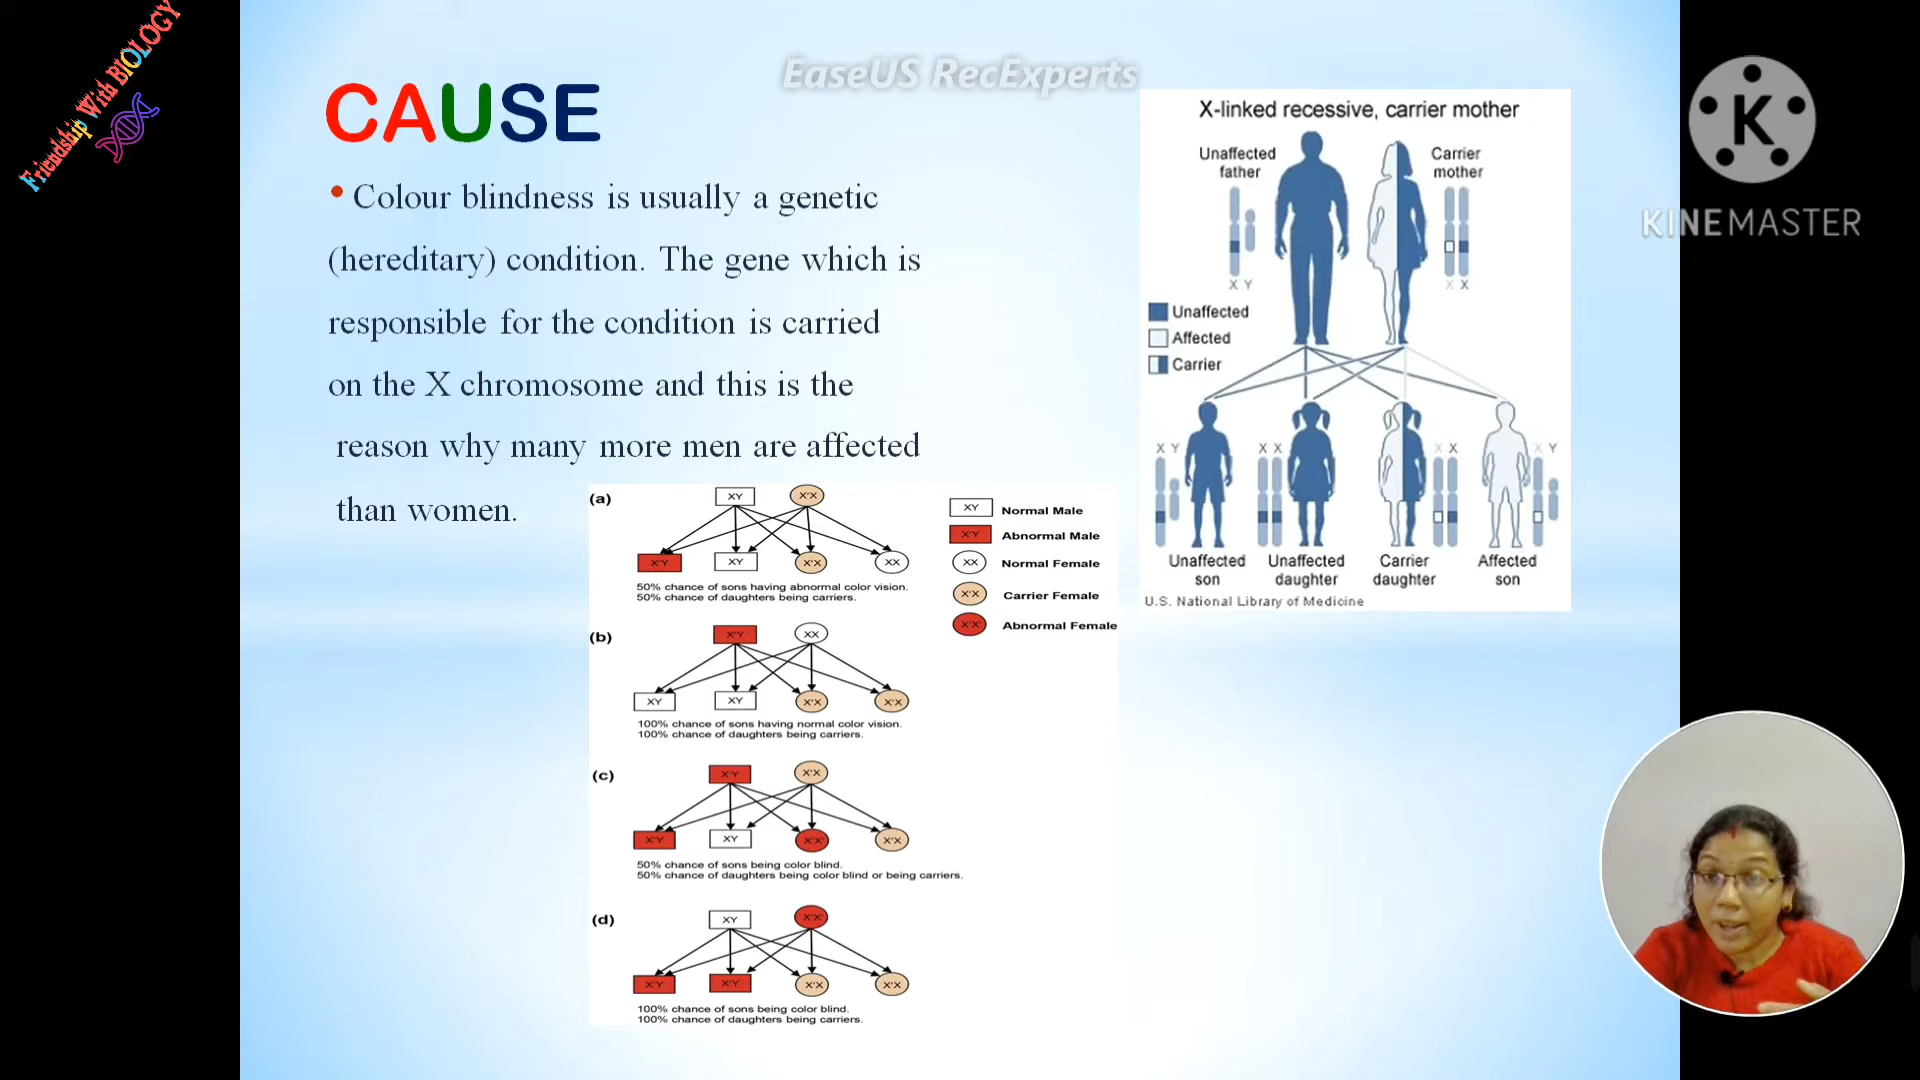 Friendship With BIOLOGY
EaseUS RecExperts
K
KINEMASTER
CAUSE
• Colour blindness is usually a genetic
(hereditary) condition. The gene which is
responsible for the condition is carried
on the X chromosome and this is the
reason why many more men are affected
than women.
X-linked recessive, carrier mother
Unaffected
father
Carrier
mother
X Y
X X
Unaffected
Affected
Carrier
X Y
X X
X X
X Y
Unaffected
son
Unaffected
daughter
Carrier
daughter
Affected
son
U.S. National Library of Medicine
(a)
XY
X'X
X'Y
XY
X'X
XX
50% chance of sons having abnormal color vision.
50% chance of daughters being carriers.
XY Normal Male
X'Y Abnormal Male
XX Normal Female
X'X Carrier Female
X'X' Abnormal Female
(b)
X'Y
XX
XY
XY
X'X
X'X
100% chance of sons having normal color vision.
100% chance of daughters being carriers.
(c)
X'Y
X'X
X'Y
XY
X'X'
X'X
50% chance of sons being color blind.
50% chance of daughters being color blind or being carriers.
(d)
XY
X'X'
X'Y
X'Y
X'X
X'X
100% chance of sons being color blind.
100% chance of daughters being carriers.